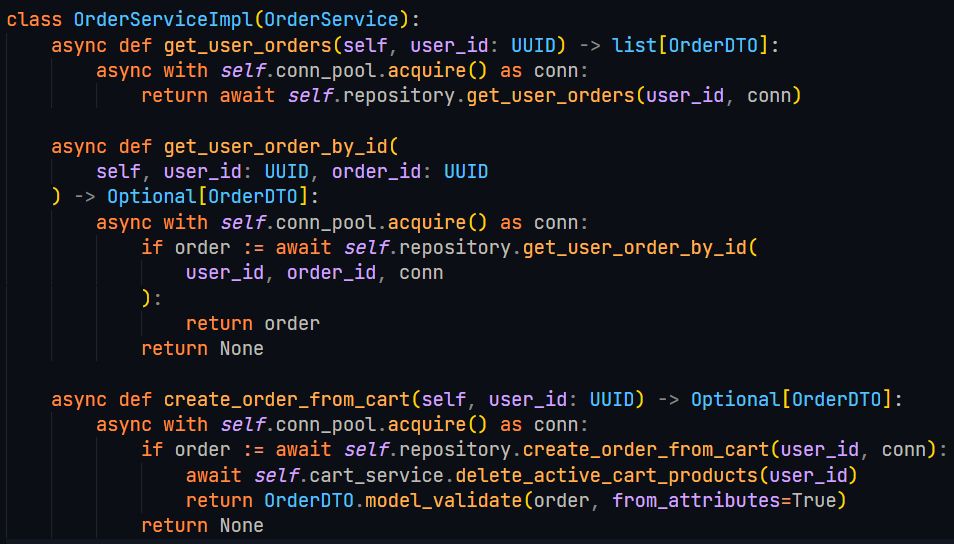 class OrderServiceImpl(OrderService):
    async def get_user_orders(self, user_id: UUID) -> list[OrderDTO]:
        async with self.conn_pool.acquire() as conn:
            return await self.repository.get_user_orders(user_id, conn)

    async def get_user_order_by_id(
        self, user_id: UUID, order_id: UUID
    ) -> Optional[OrderDTO]:
        async with self.conn_pool.acquire() as conn:
            if order := await self.repository.get_user_order_by_id(
                user_id, order_id, conn
            ):
                return order
            return None

    async def create_order_from_cart(self, user_id: UUID) -> Optional[OrderDTO]:
        async with self.conn_pool.acquire() as conn:
            if order := await self.repository.create_order_from_cart(user_id, conn):
                await self.cart_service.delete_active_cart_products(user_id)
                return OrderDTO.model_validate(order, from_attributes=True)
            return None